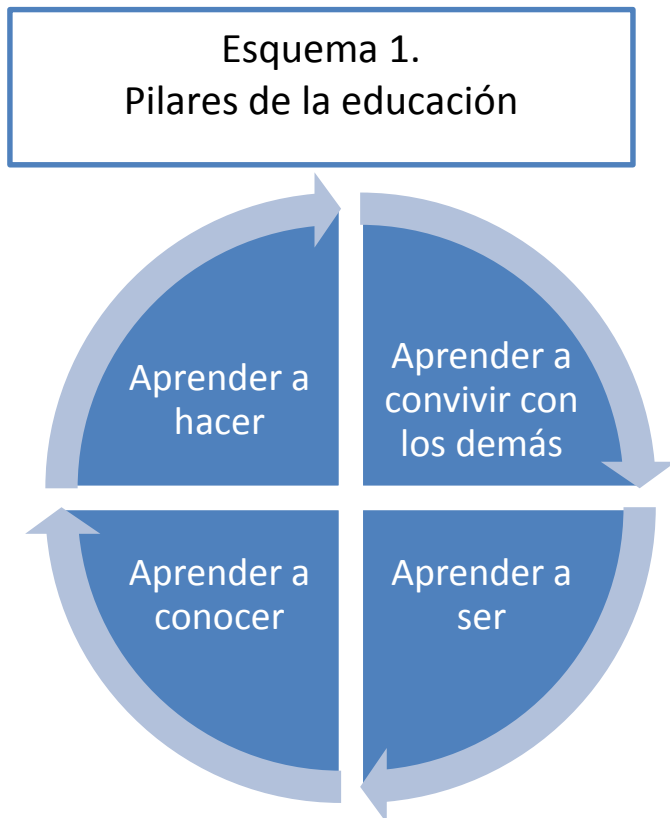 Esquema 1.
Pilares de la educación
Aprender a
hacer
Aprender a
convivir con
los demás
Aprender a
conocer
Aprender a
ser